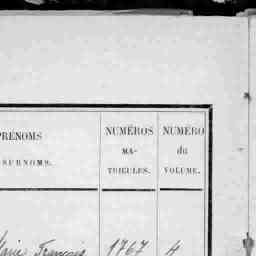 PRÉNOMS
SURNOMS.
NUMÉROS
MA-
TRICULES.
NUMÉRO
du
VOLUME.
Marie François 1767 4